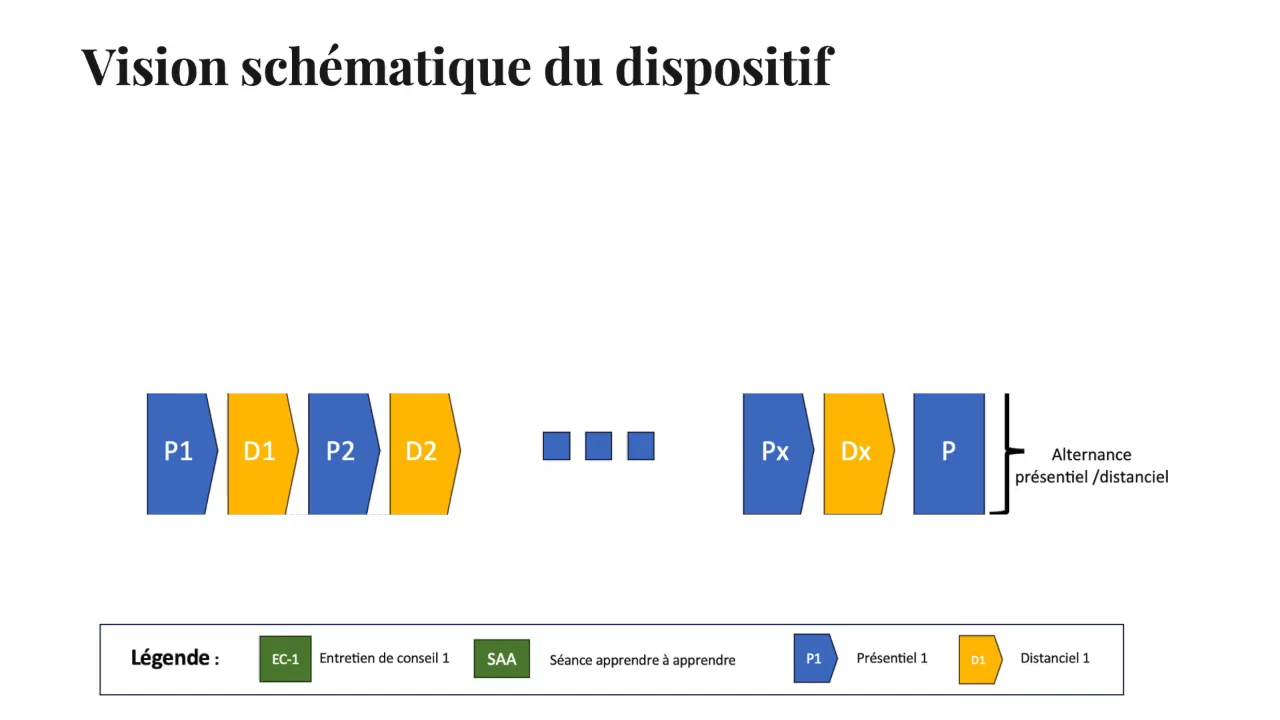 Vision schématique du dispositif
P1 D1 P2 D2 Px Dx P
Alternance
présentiel /distanciel
Légende : EC-1 Entretien de conseil 1 SAA Séance apprendre à apprendre P1 Présentiel 1 D1 Distanciel 1